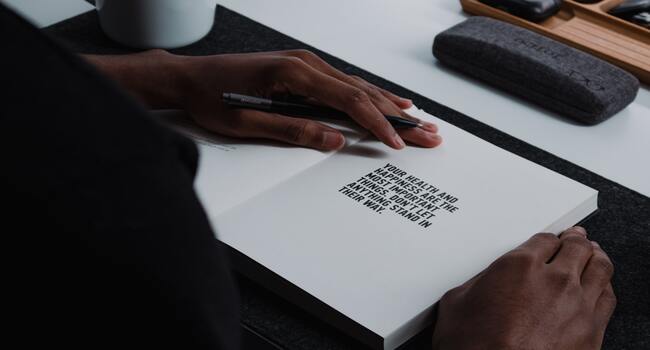 YOUR HEALTH AND
HAPPINESS ARE THE
MOST IMPORTANT
THINGS. DON'T LET
ANYTHING STAND IN
THEIR WAY.